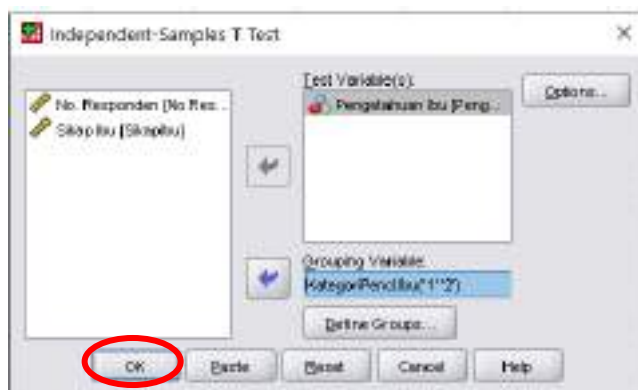 Independent-Samples T Test
No. Responden [No Res...
Sikap Ibu [SikapIbu]
Test Variable(s):
Pengetahuan Ibu [Peng...
Options...
Grouping Variable:
KategoriPendIbu("1""2")
Define Groups...
OK
Paste
Reset
Cancel
Help